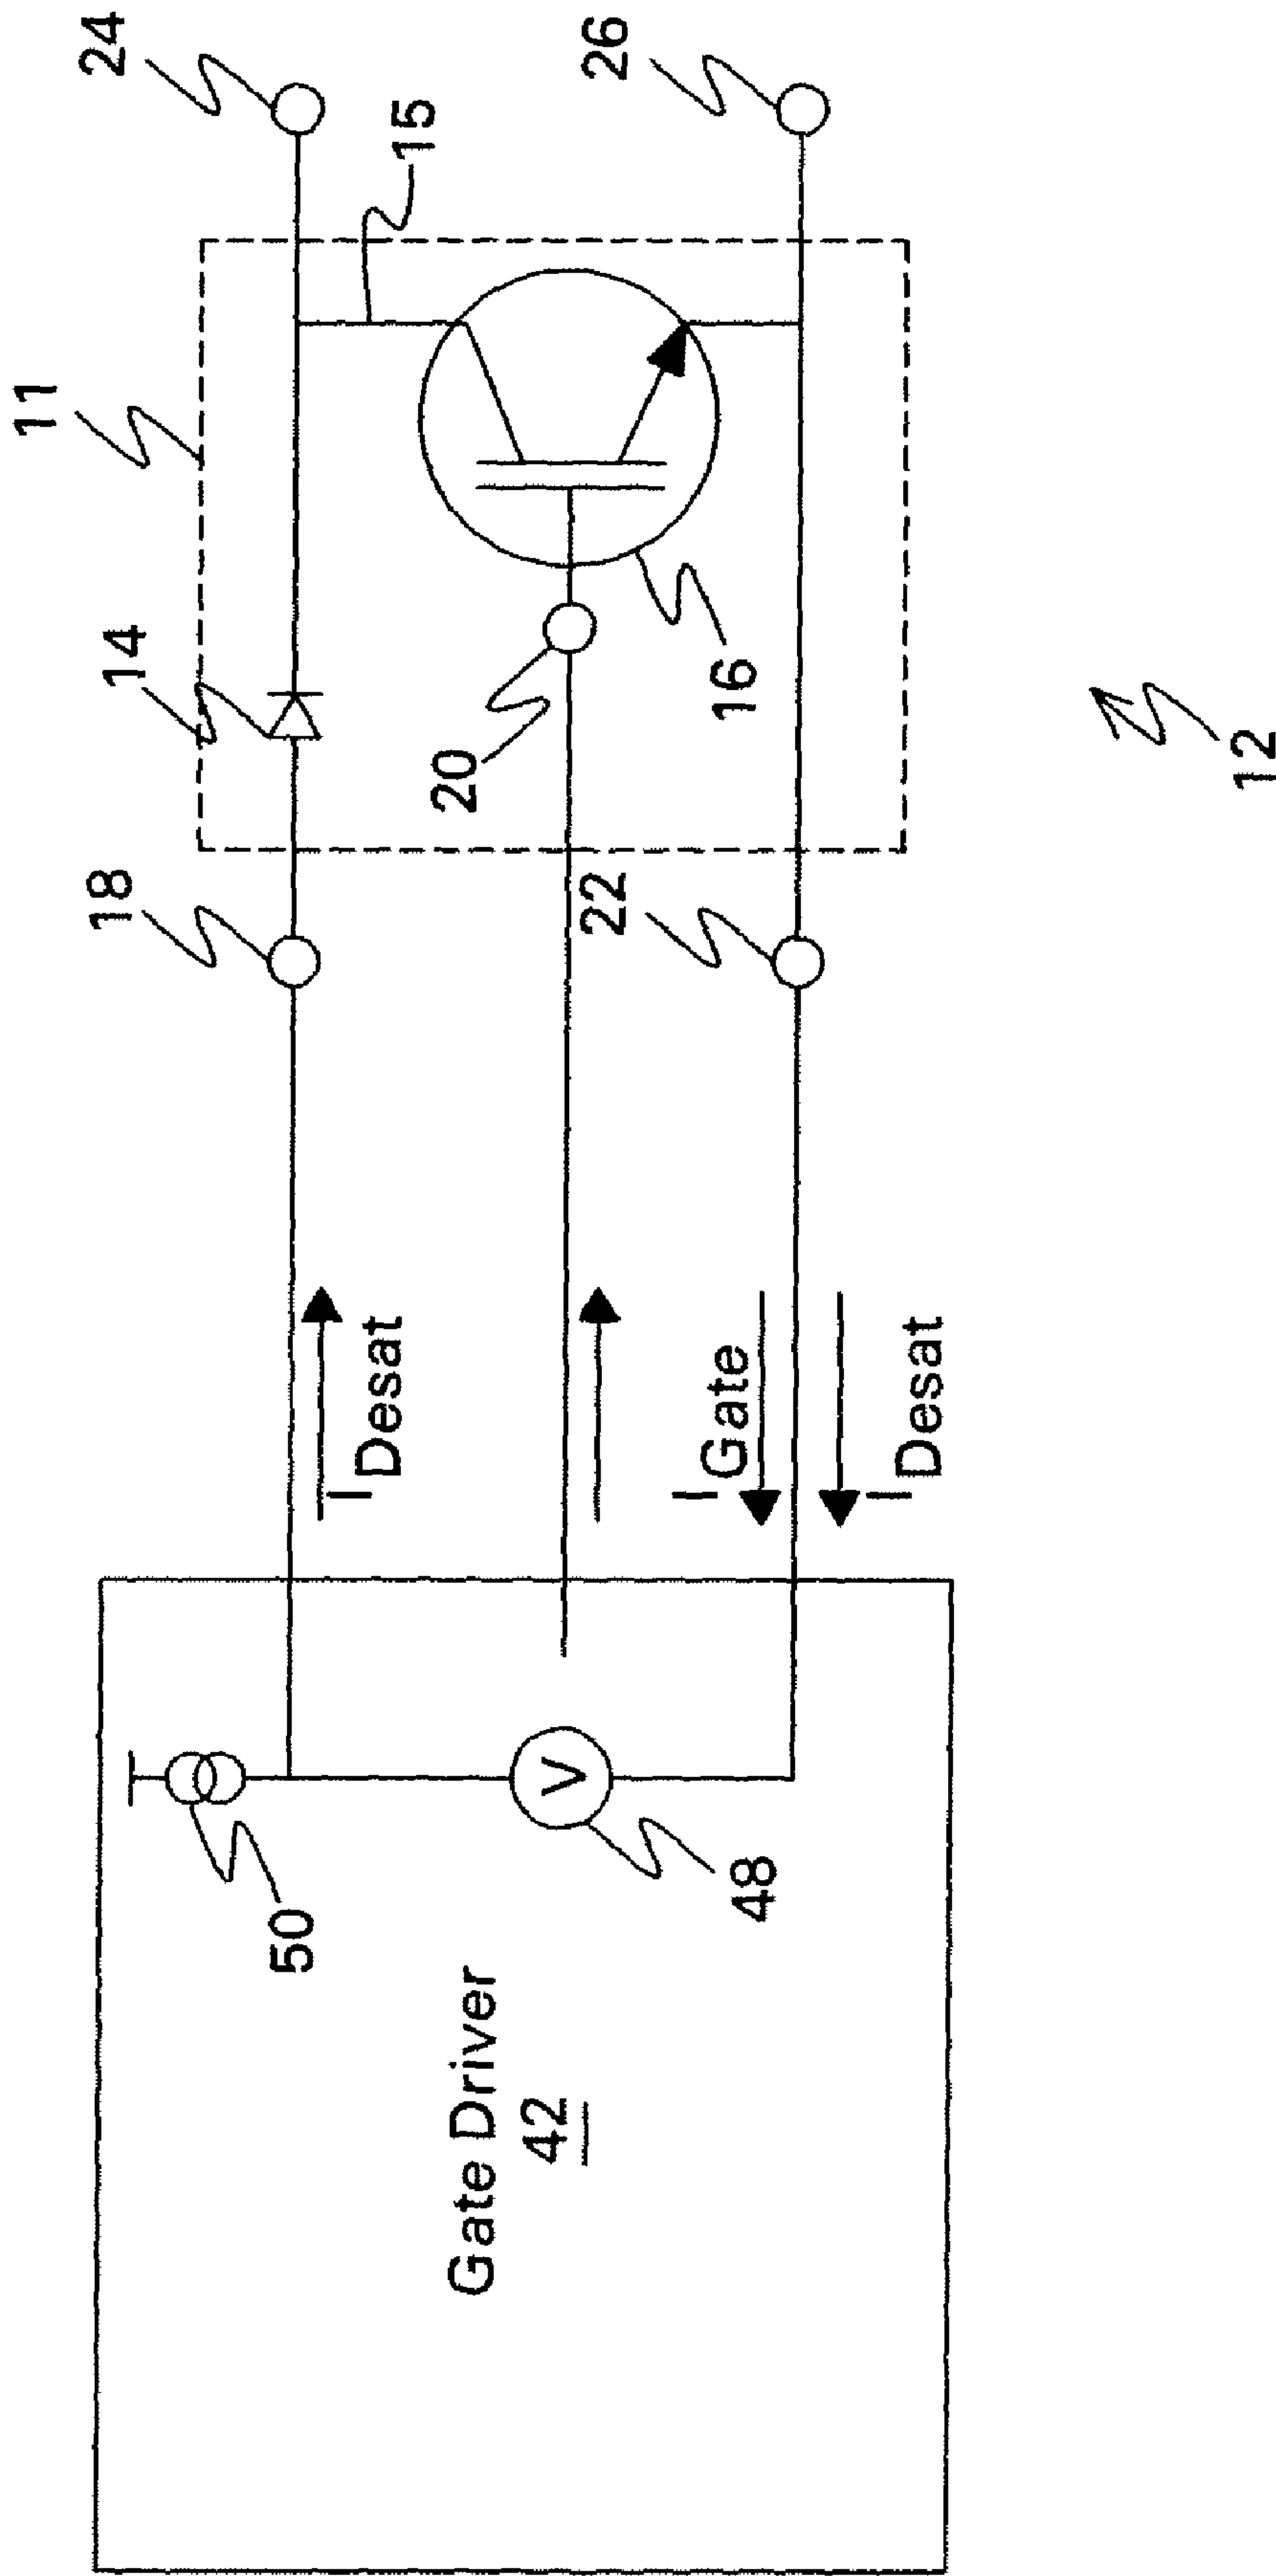 24
26
15
11
14
16
20
12
18
22
I Desat
I Gate
I Desat
50
48
Gate Driver
42
V